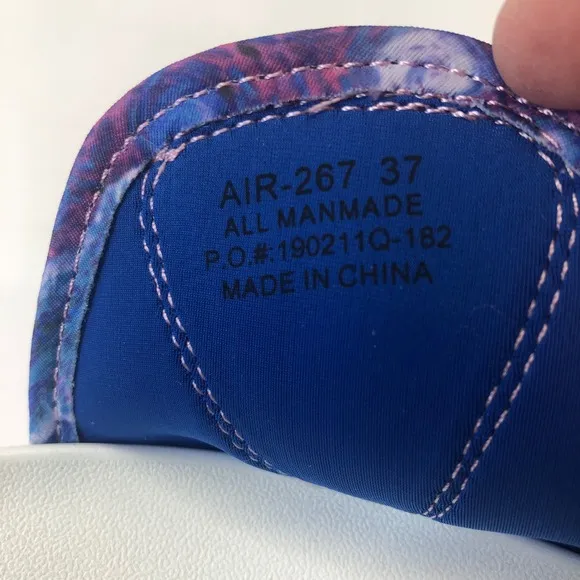 AIR-267 37
ALL MANMADE
P.O.#:190211Q-182
MADE IN CHINA